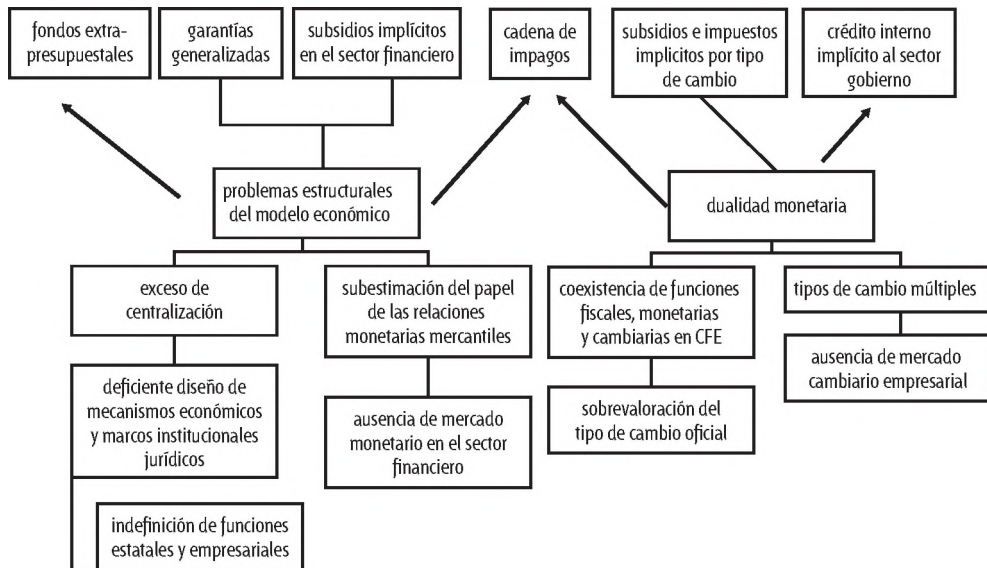 fondos extra-
presupuestales
garantías
generalizadas
subsidios implícitos
en el sector financiero
cadena de
impagos
subsidios e impuestos
implicitos por tipo
de cambio
crédito interno
implícito al sector
gobierno
problemas estructurales
del modelo económico
dualidad monetaria
exceso de
centralización
subestimación del papel
de las relaciones
monetarias mercantiles
coexistencia de funciones
fiscales, monetarias
y cambiarias en CFE
tipos de cambio múltiples
deficiente diseño de
mecanismos económicos
y marcos institucionales
jurídicos
ausencia de mercado
monetario en el sector
financiero
sobrevaloración del
tipo de cambio oficial
ausencia de mercado
cambiario empresarial
indefinición de funciones
estatales y empresariales